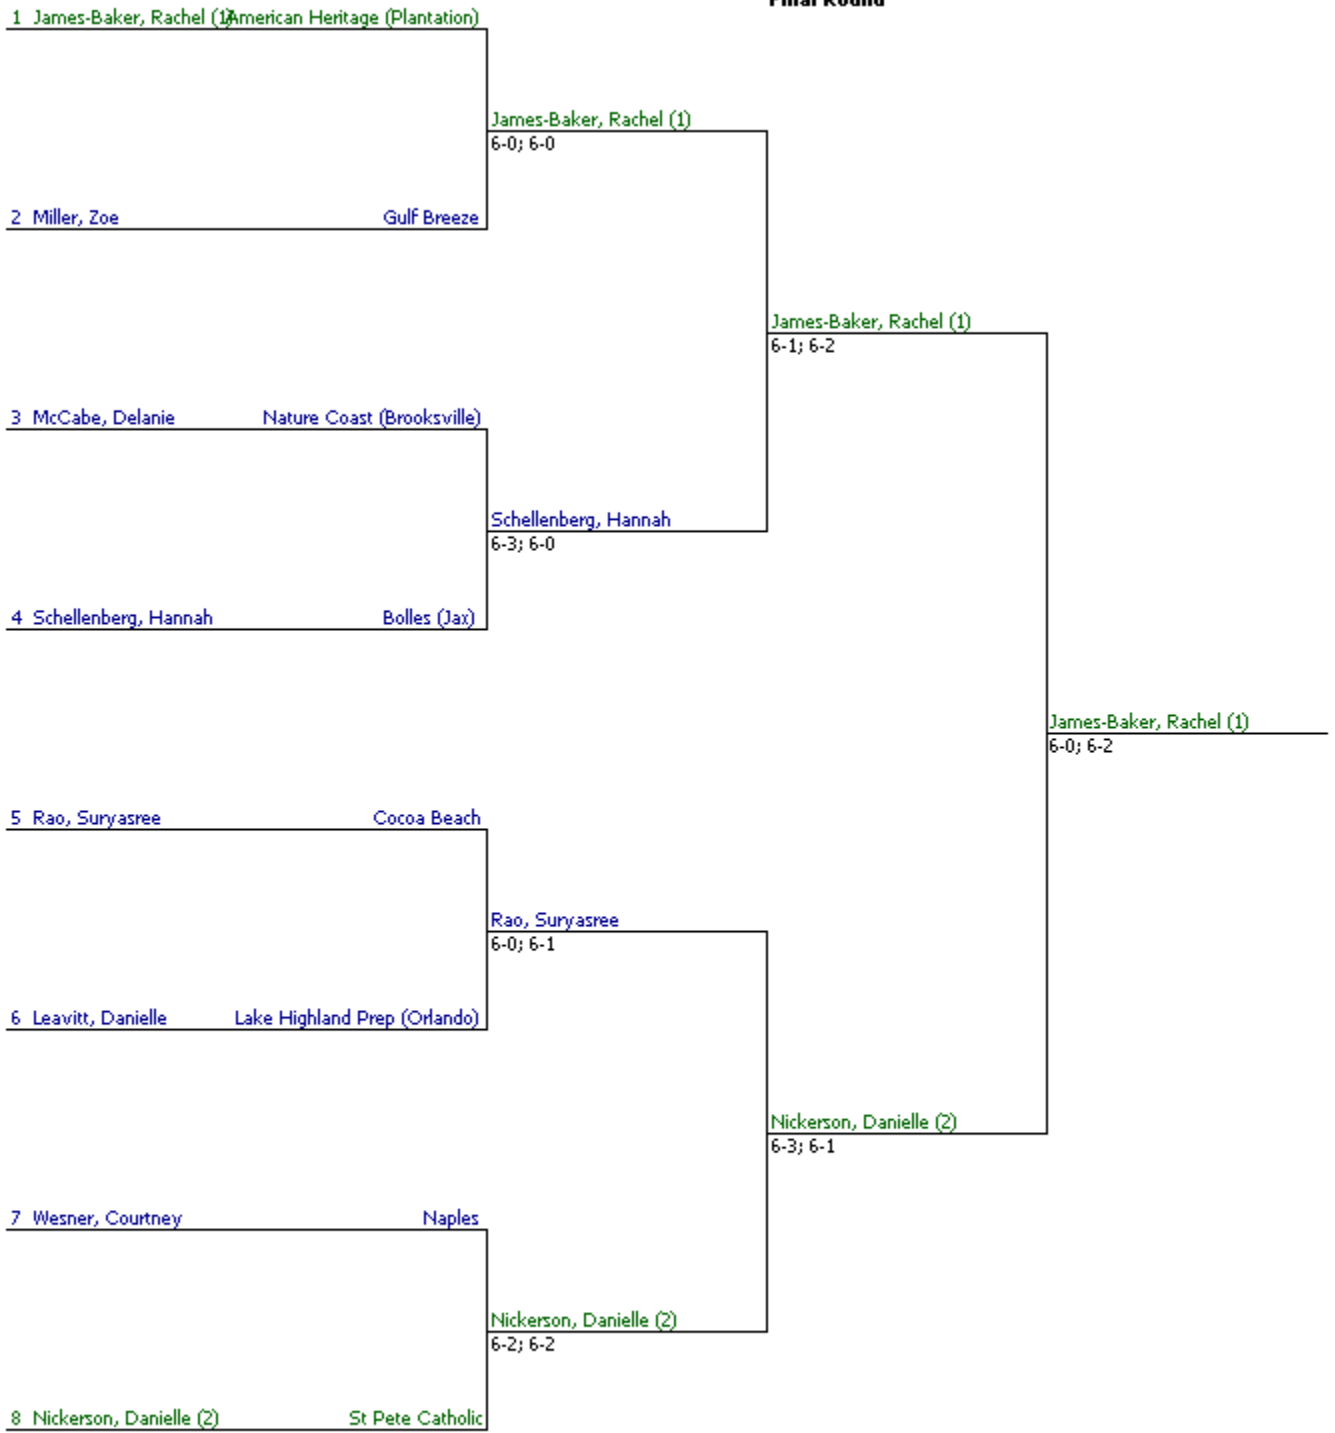 Final Round
1 James-Baker, Rachel (1) American Heritage (Plantation)
James-Baker, Rachel (1)
6-0; 6-0
2 Miller, Zoe Gulf Breeze
James-Baker, Rachel (1)
6-1; 6-2
3 McCabe, Delanie Nature Coast (Brooksville)
Schellenberg, Hannah
6-3; 6-0
4 Schellenberg, Hannah Bolles (Jax)
James-Baker, Rachel (1)
6-0; 6-2
5 Rao, Suryasree Cocoa Beach
Rao, Suryasree
6-0; 6-1
6 Leavitt, Danielle Lake Highland Prep (Orlando)
Nickerson, Danielle (2)
6-3; 6-1
7 Wesner, Courtney Naples
Nickerson, Danielle (2)
6-2; 6-2
8 Nickerson, Danielle (2) St Pete Catholic